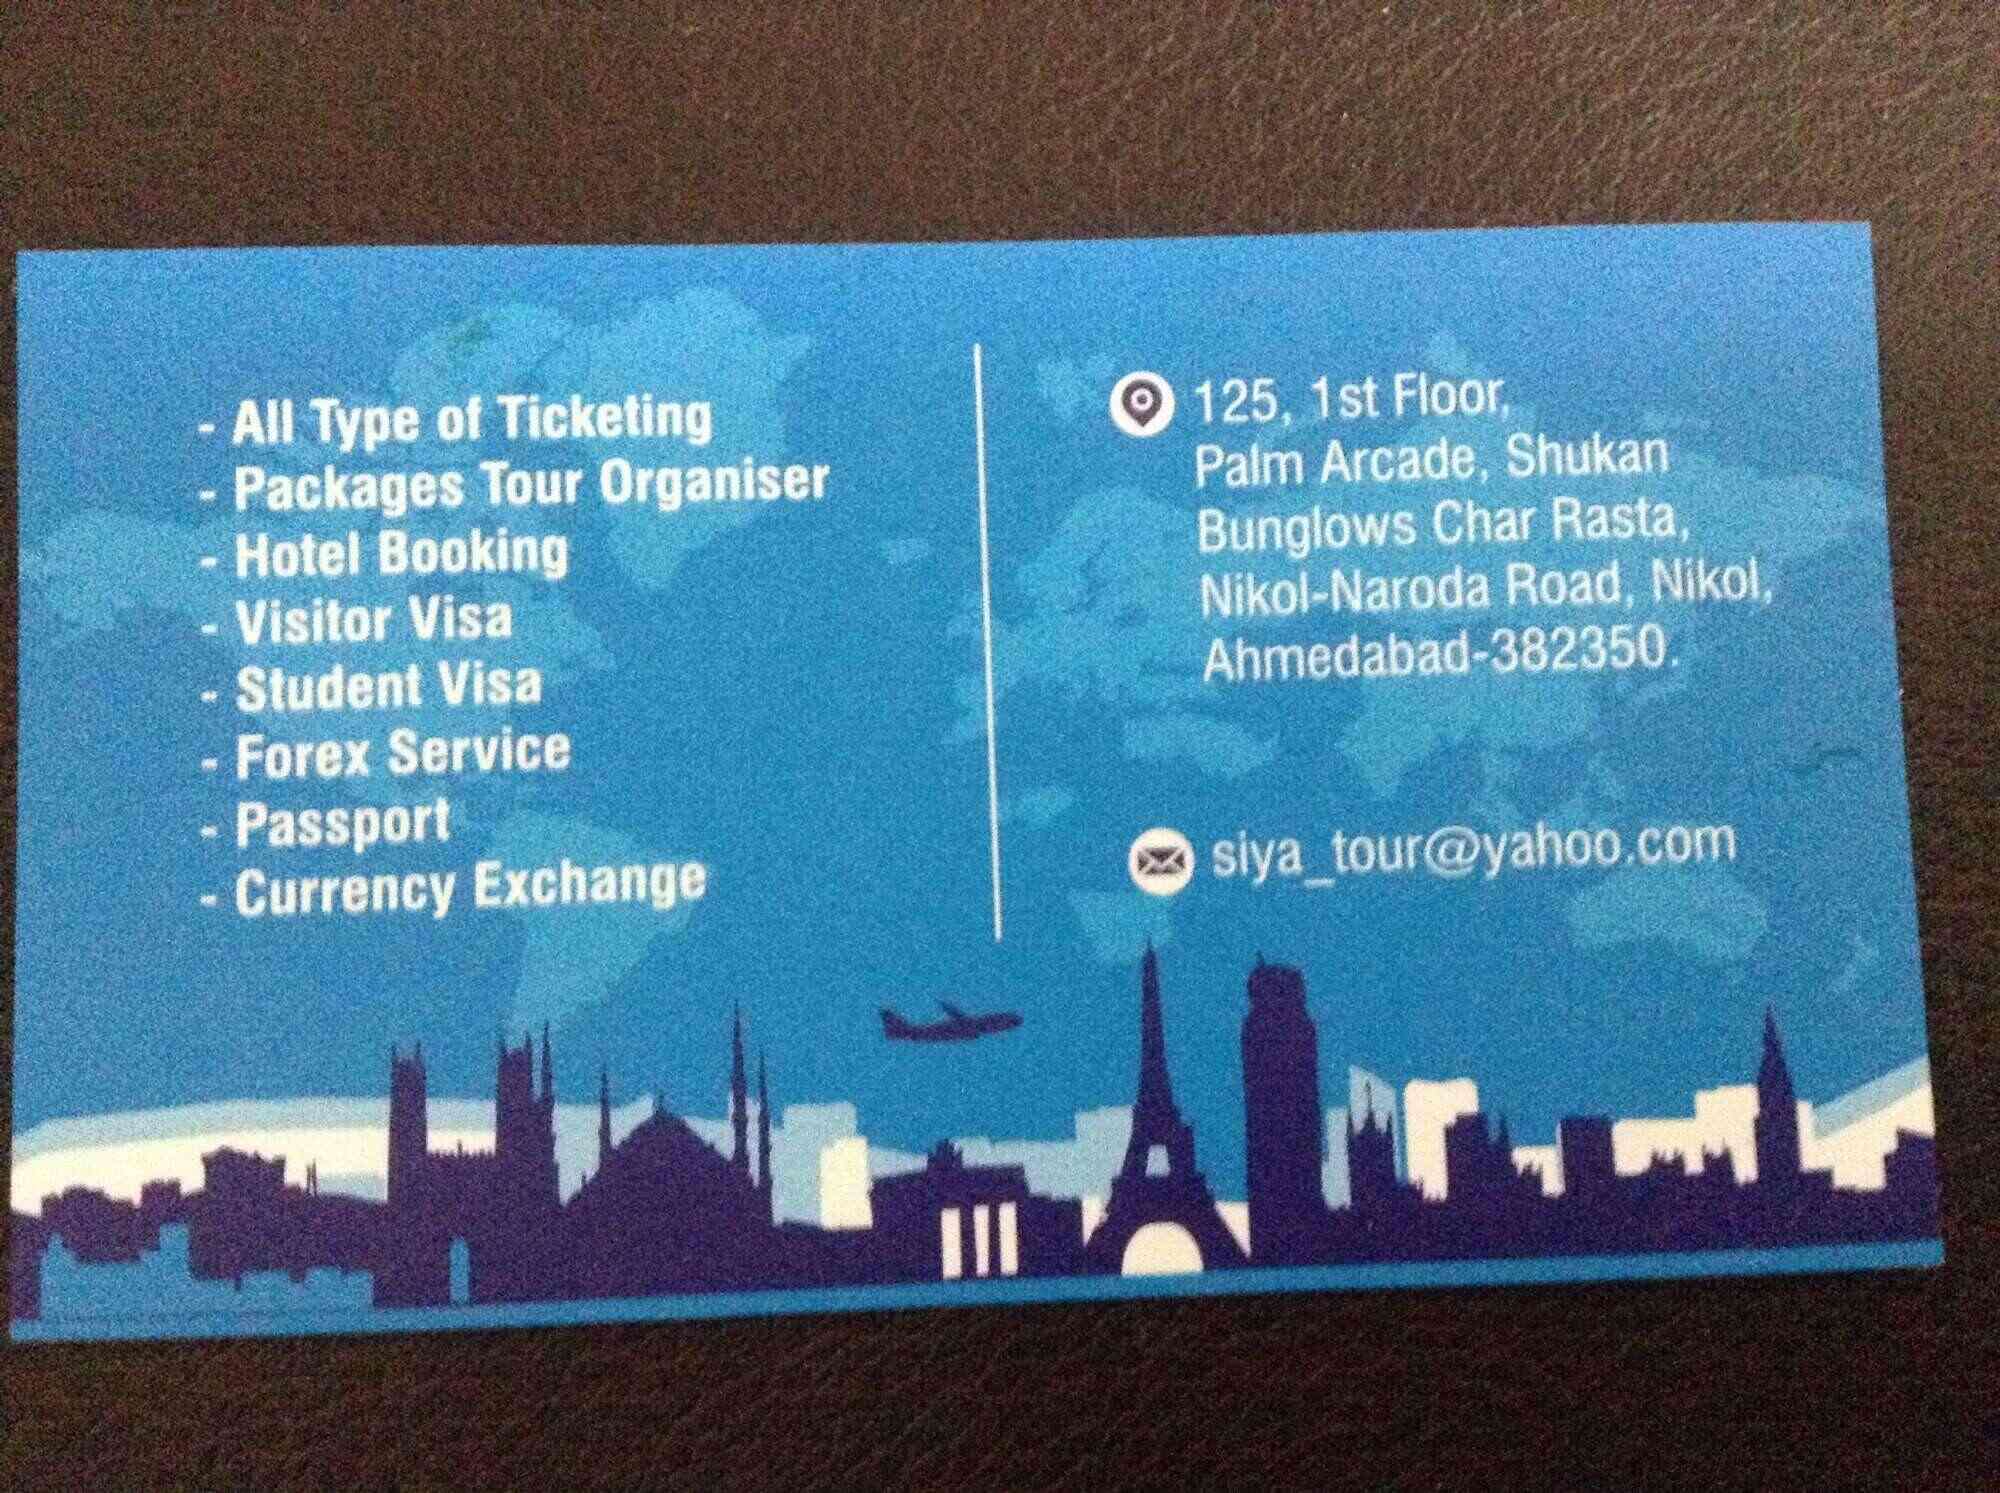 - All Type of Ticketing
- Packages Tour Organiser
- Hotel Booking
- Visitor Visa
- Student Visa
- Forex Service
- Passport
- Currency Exchange
125, 1st Floor,
Palm Arcade, Shukan
Bunglows Char Rasta,
Nikol-Naroda Road, Nikol,
Ahmedabad-382350.
siya_tour@yahoo.com